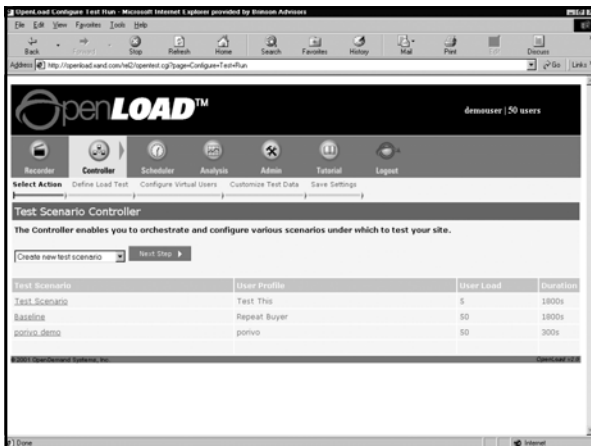 OpenLoad Configure Test Run - Microsoft Internet Explorer provided by Binson Advisors
File Edit View Favorites Tools Help
Back Forward Stop Refresh Home Search Favorites History Mail Print Edit Discuss
Address http://openload.vand.com/rel2/opentest.cgi?page=Configure+Test+Run Go Links
OpenLOAD™
demouser | 50 users
Recorder Controller Scheduler Analysis Admin Tutorial Logout
Select Action Define Load Test Configure Virtual Users Customize Test Data Save Settings
Test Scenario Controller
The Controller enables you to orchestrate and configure various scenarios under which to test your site.
Create new test scenario Next Step
Test Scenario User Profile User Load Duration
Test Scenario Test This 5 1800s
Baseline Repeat Buyer 50 1800s
porivo demo porivo 50 300s
©2001 OpenDemand Systems, Inc. OpenLoad v2.0
Done Internet